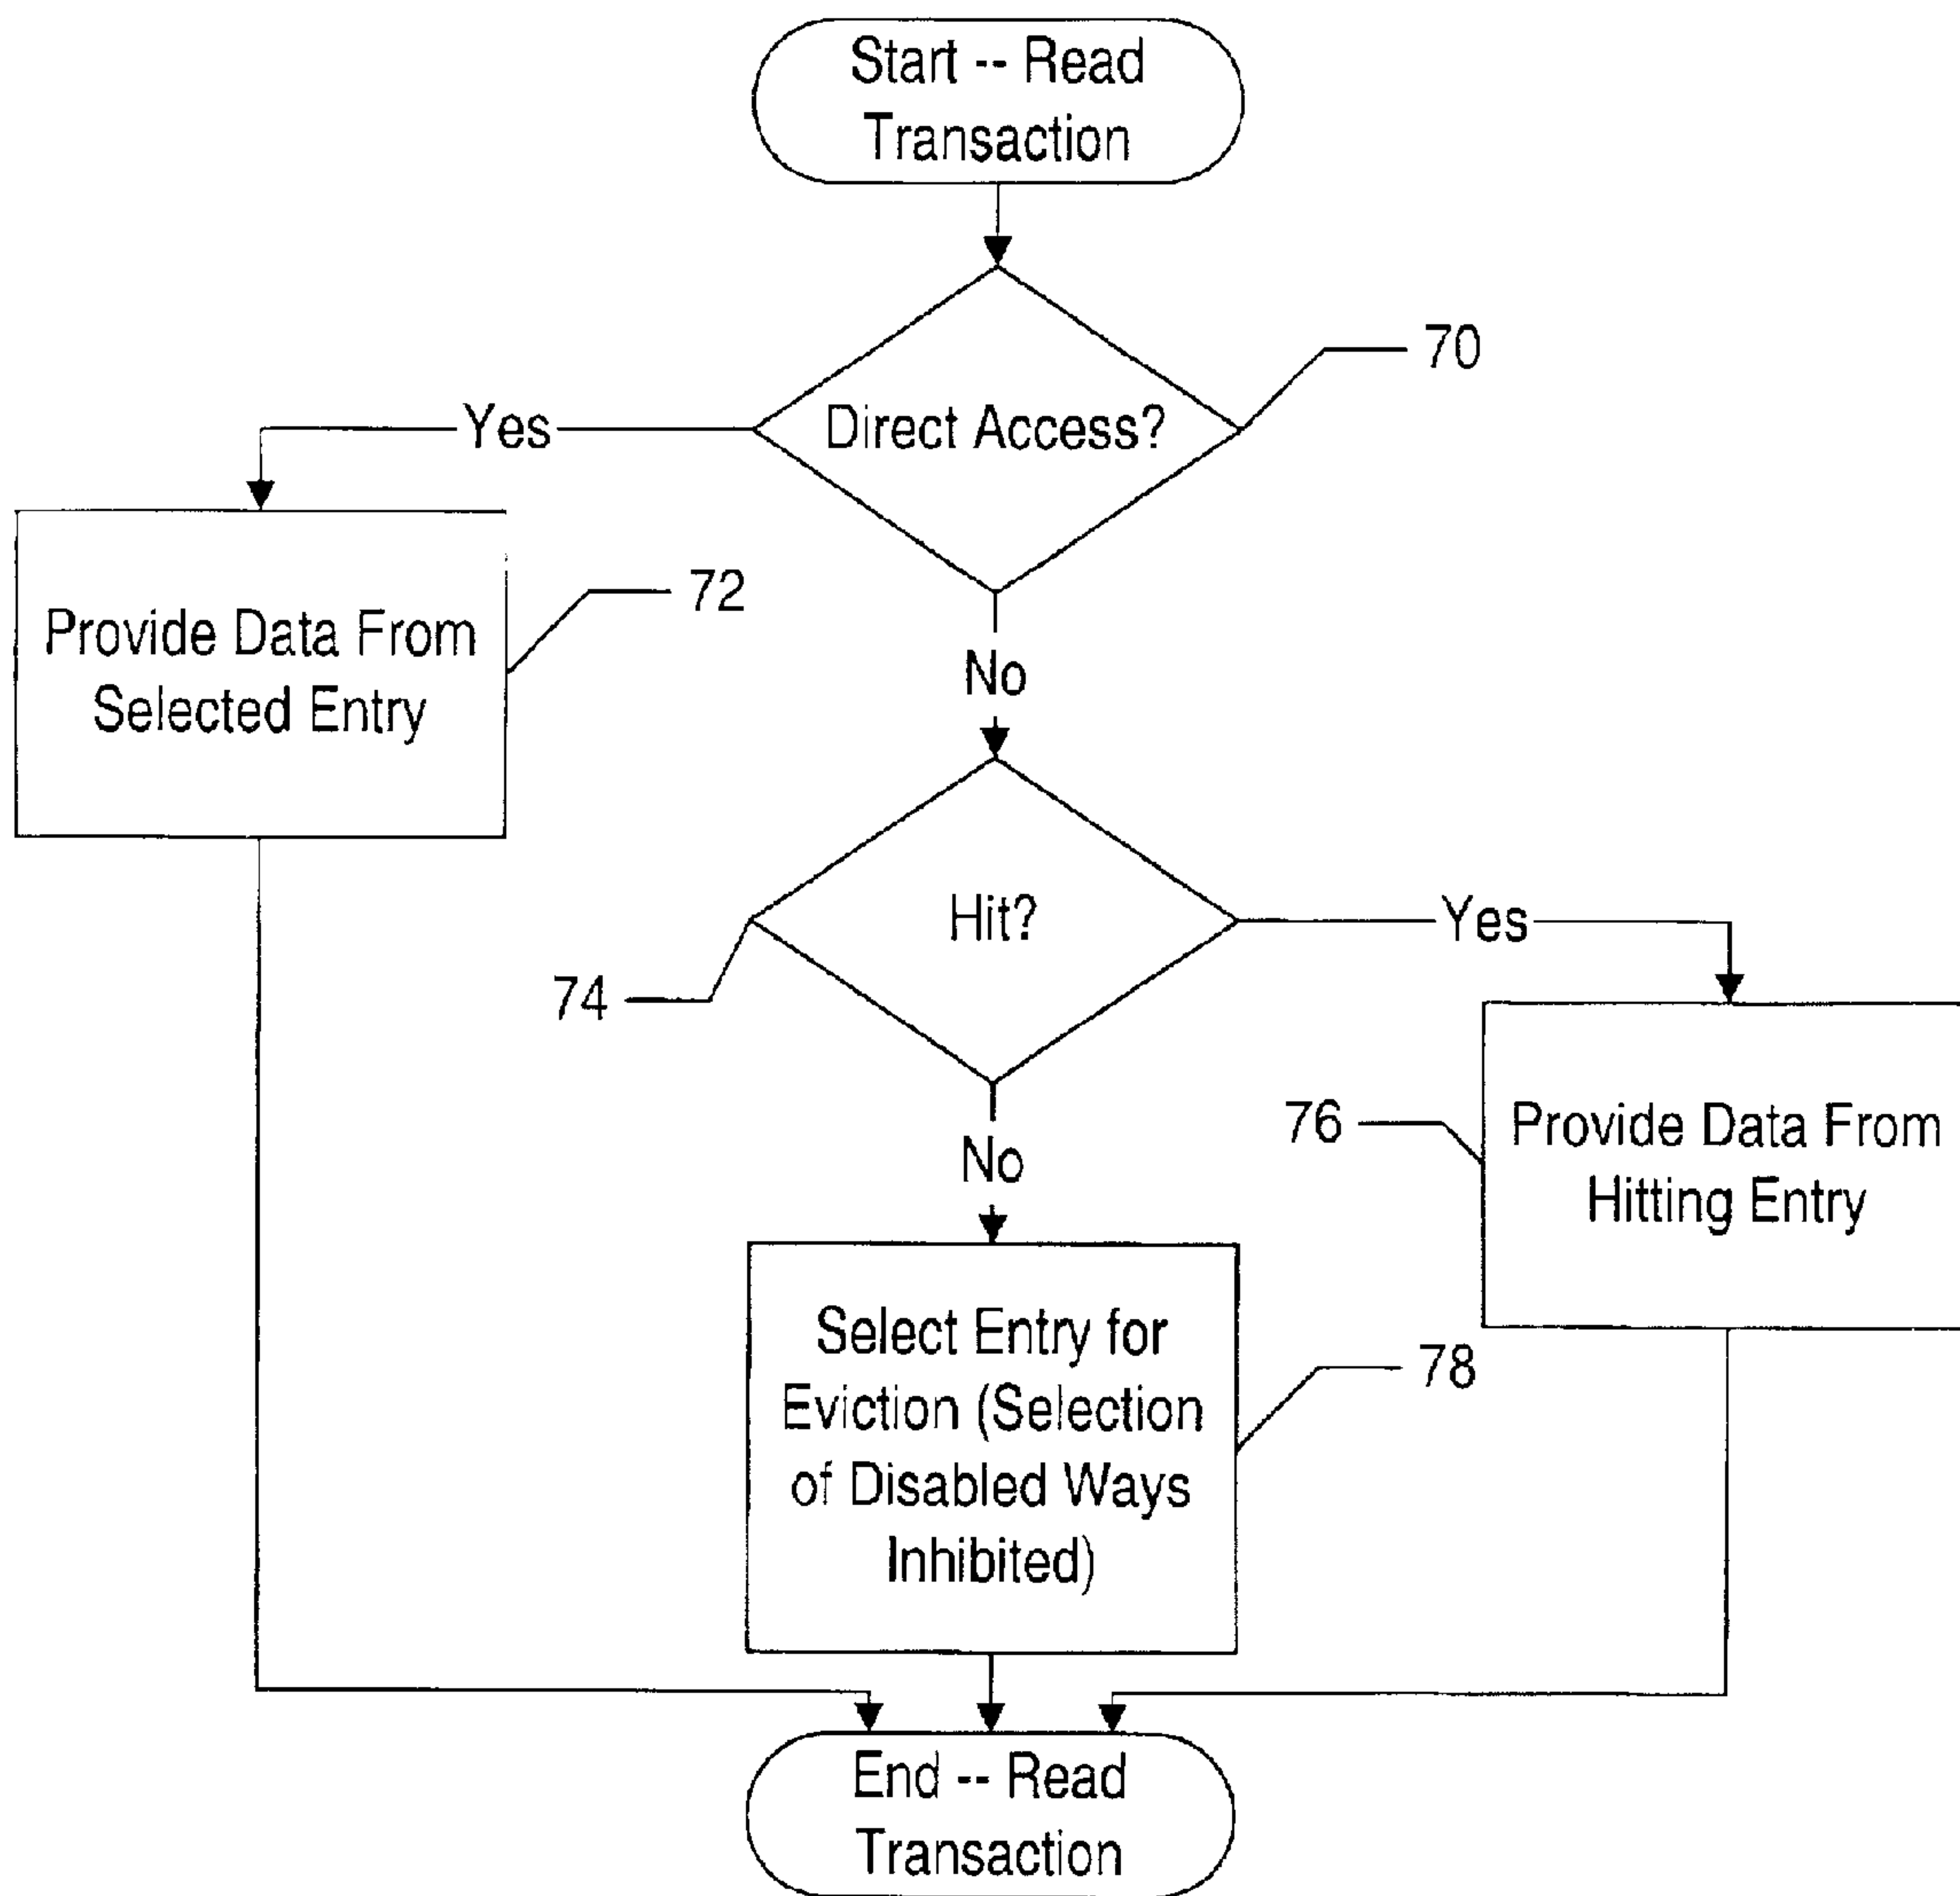 Start -- Read
Transaction
70
Direct Access?
Yes
72
Provide Data From
Selected Entry
No
Hit?
Yes
74
76
Provide Data From
Hitting Entry
No
Select Entry for
Eviction (Selection
of Disabled Ways
Inhibited)
78
End -- Read
Transaction